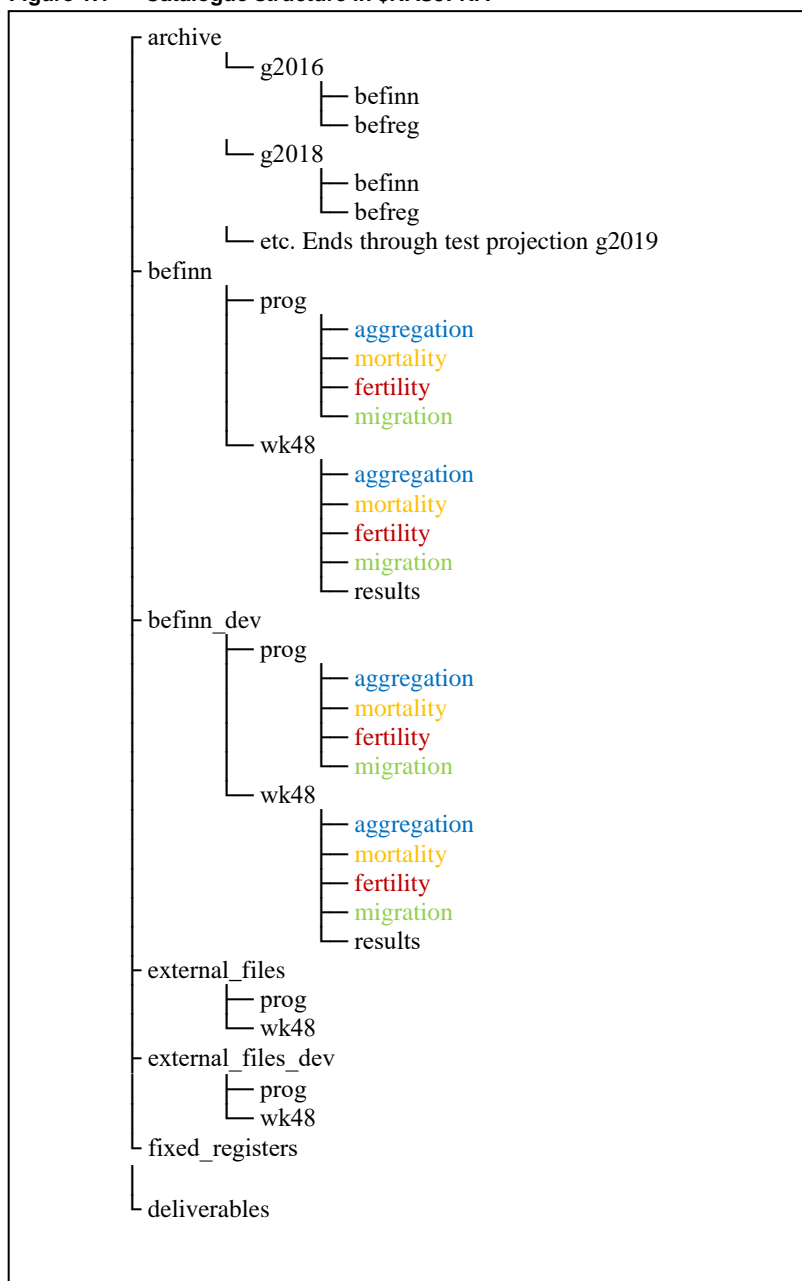 archive
g2016
befinn
befreg
g2018
befinn
befreg
etc. Ends through test projection g2019
befinn
prog
aggregation
mortality
fertility
migration
wk48
aggregation
mortality
fertility
migration
results
befinn_dev
prog
aggregation
mortality
fertility
migration
wk48
aggregation
mortality
fertility
migration
results
external_files
prog
wk48
external_files_dev
prog
wk48
fixed_registers
deliverables